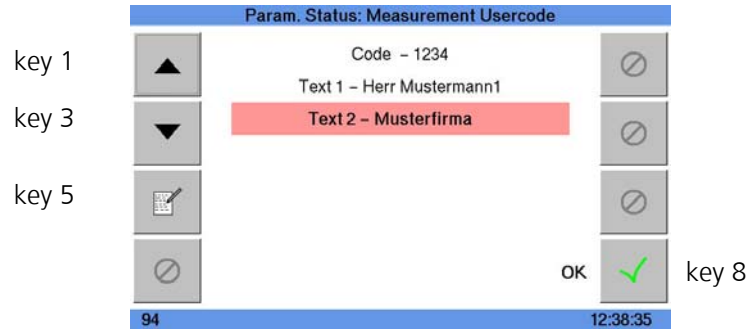 Param. Status: Measurement Usercode
key 1
Code – 1234
Text 1 – Herr Mustermann1
key 3
Text 2 – Musterfirma
key 5
OK
key 8
94
12:38:35